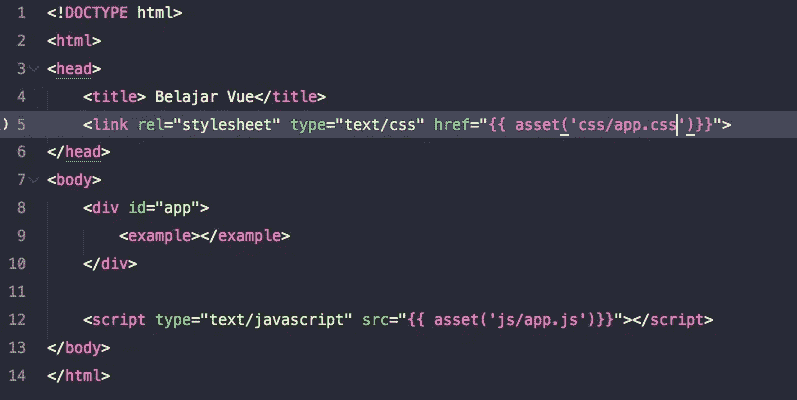 1 <!DOCTYPE html>
2 <html>
3 <head>
4 <title> Belajar Vue</title>
) 5 <link rel="stylesheet" type="text/css" href="{{ asset('css/app.css')}}">
6 </head>
7 <body>
8 <div id="app">
9 <example></example>
10 </div>
11
12 <script type="text/javascript" src="{{ asset('js/app.js')}}"></script>
13 </body>
14 </html>